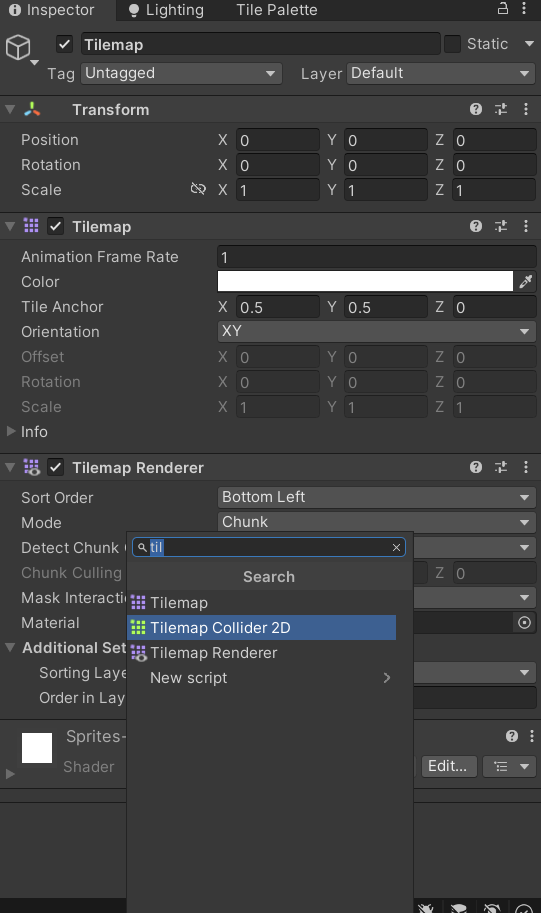 Inspector Lighting Tile Palette
Tilemap Static
Tag Untagged Layer Default
Transform
Position X 0 Y 0 Z 0
Rotation X 0 Y 0 Z 0
Scale X 1 Y 1 Z 1
Tilemap
Animation Frame Rate 1
Color
Tile Anchor X 0.5 Y 0.5 Z 0
Orientation XY
Offset X 0 Y 0 Z 0
Rotation X 0 Y 0 Z 0
Scale X 1 Y 1 Z 1
Info
Tilemap Renderer
Sort Order Bottom Left
Mode Chunk
til
Detect Chunk
Search
Chunk Culling Z 0
Mask Interactio
Tilemap
Material
Tilemap Collider 2D
Additional Set
Tilemap Renderer
Sorting Laye
New script
Order in Lay
Sprites-
Shader Edit...